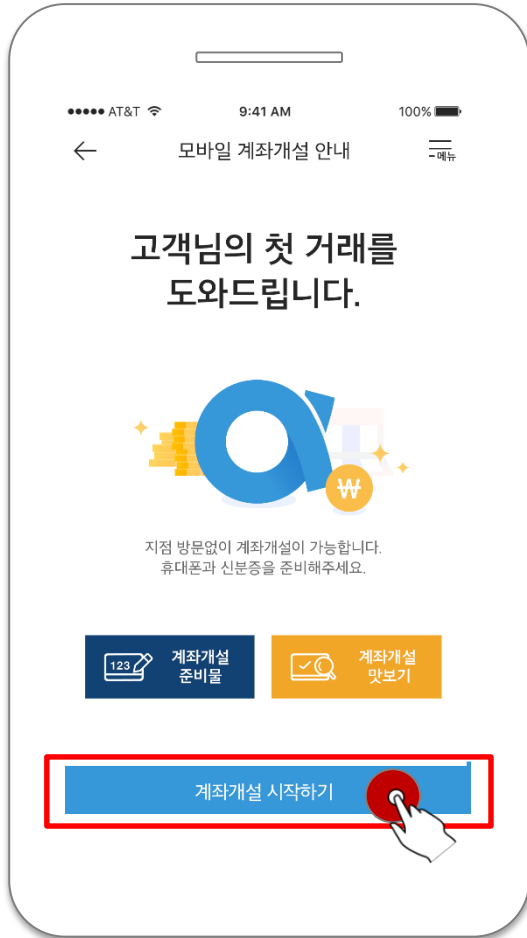 AT&T 9:41 AM 100%
모바일 계좌개설 안내 메뉴
고객님의 첫 거래를
도와드립니다.
₩
지점 방문없이 계좌개설이 가능합니다.
휴대폰과 신분증을 준비해주세요.
123 계좌개설 준비물
계좌개설 맛보기
계좌개설 시작하기